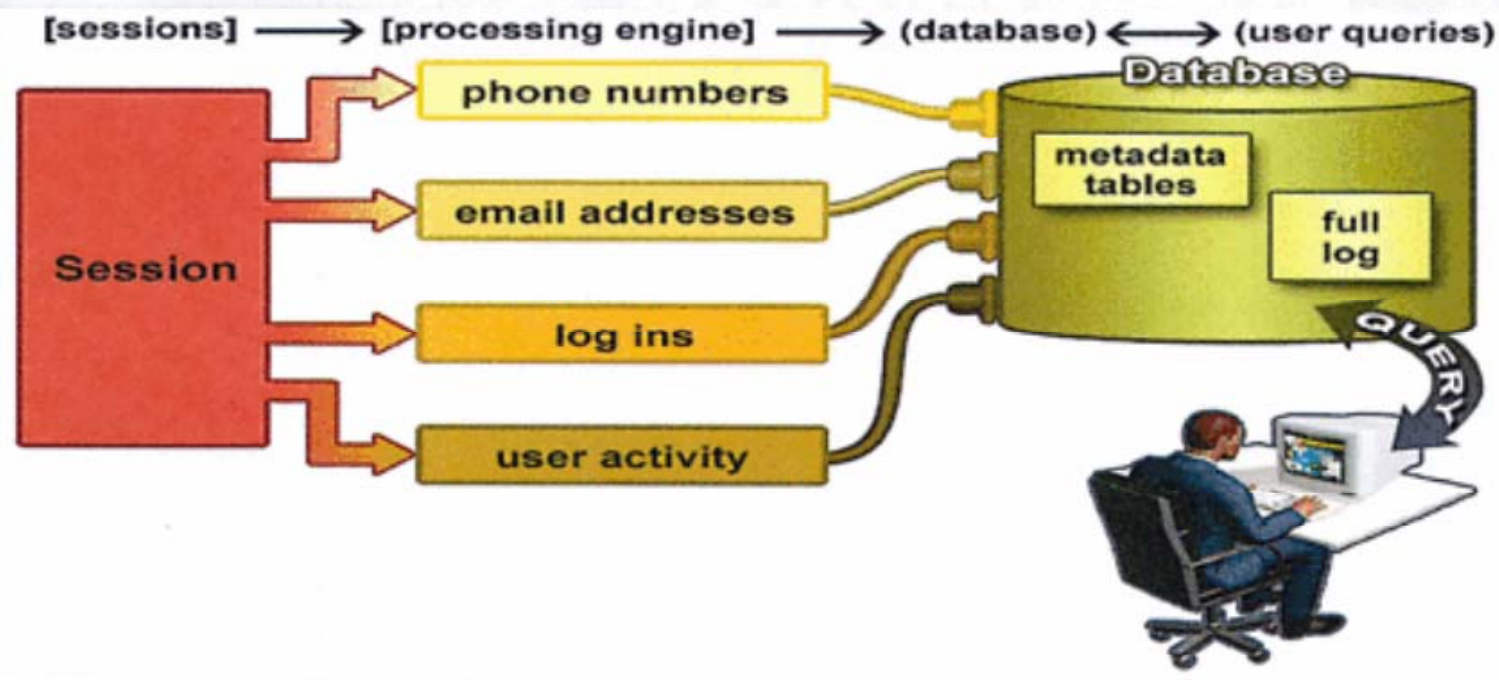 [sessions] → [processing engine] → (database) ↔ (user queries)
Database
phone numbers
metadata
tables
email addresses
full
log
Session
log ins
QUERY
user activity